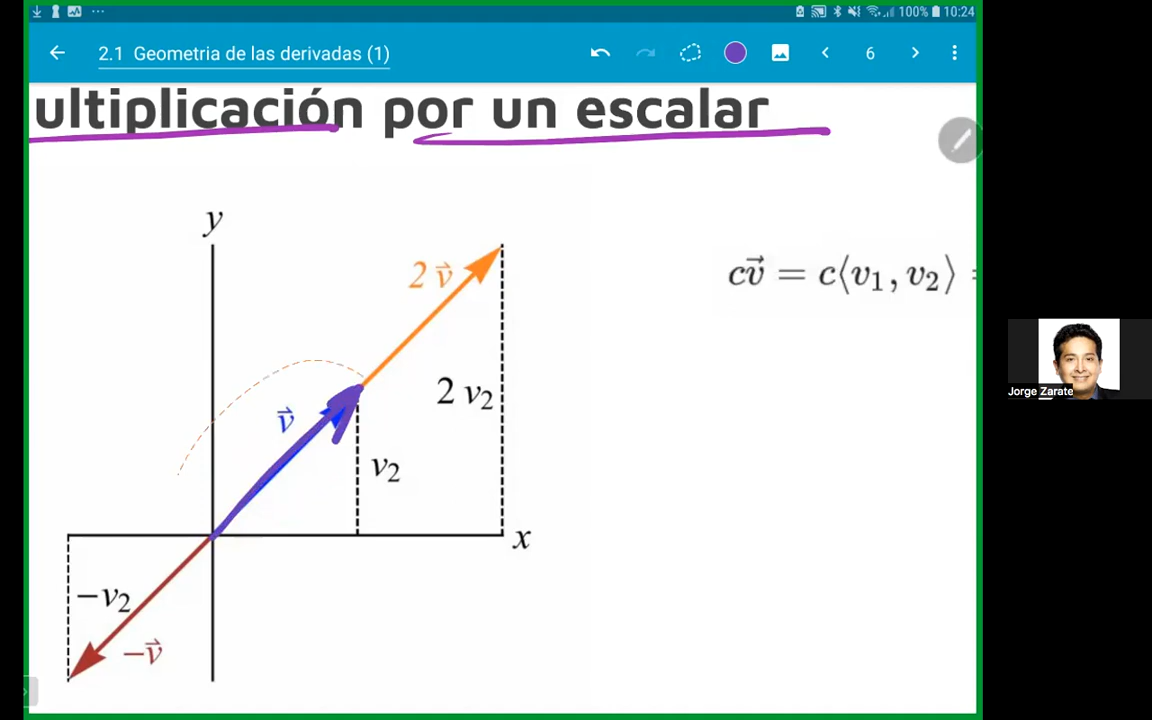 100% 10:24
2.1 Geometria de las derivadas (1)
6
ultiplicación por un escalar
y
2 v⃗
cv⃗ = c⟨v₁, v₂⟩ =
2 v₂
v⃗
v₂
x
−v₂
−v⃗
Jorge Zarate